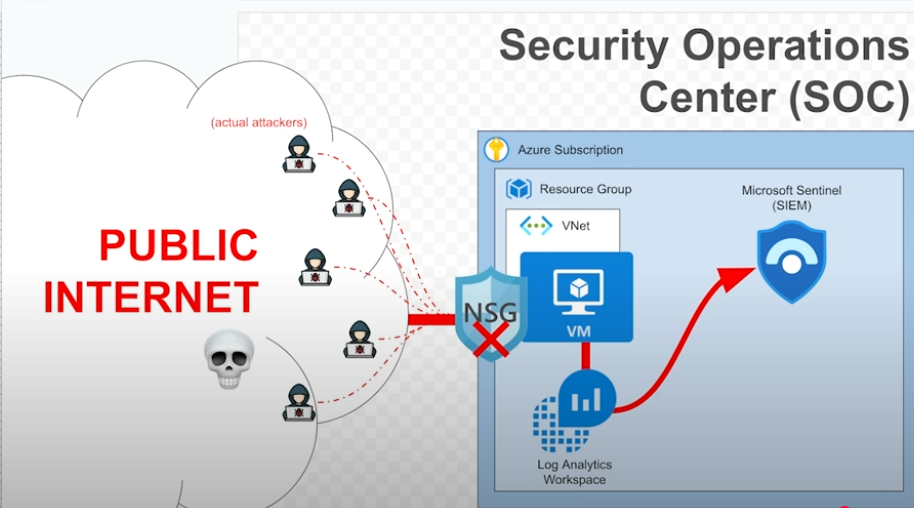 Security Operations
Center (SOC)
(actual attackers)
PUBLIC
INTERNET
Azure Subscription
Resource Group
VNet
NSG
VM
Microsoft Sentinel
(SIEM)
Log Analytics
Workspace